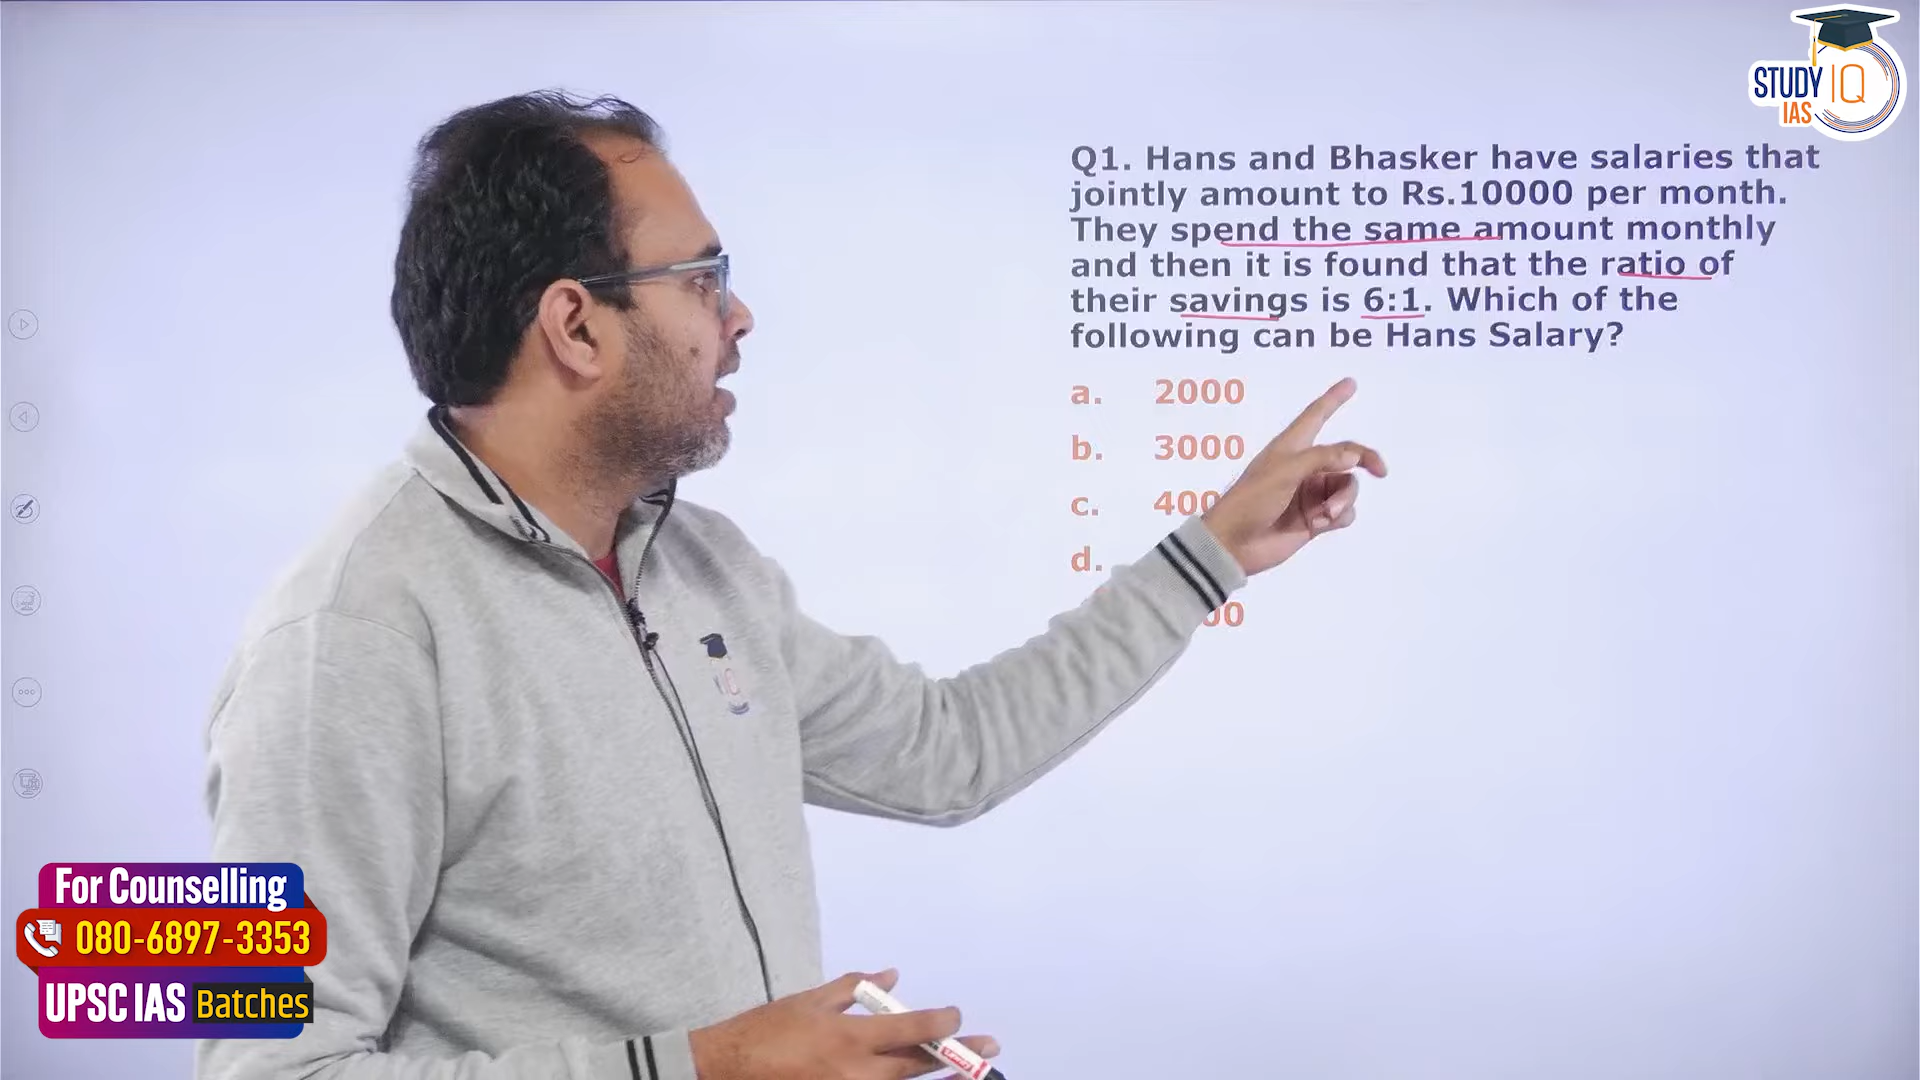 STUDY IQ
IAS
Q1. Hans and Bhasker have salaries that
jointly amount to Rs.10000 per month.
They spend the same amount monthly
and then it is found that the ratio of
their savings is 6:1. Which of the
following can be Hans Salary?
a. 2000
b. 3000
c.
d.
For Counselling
080-6897-3353
UPSC IAS Batches